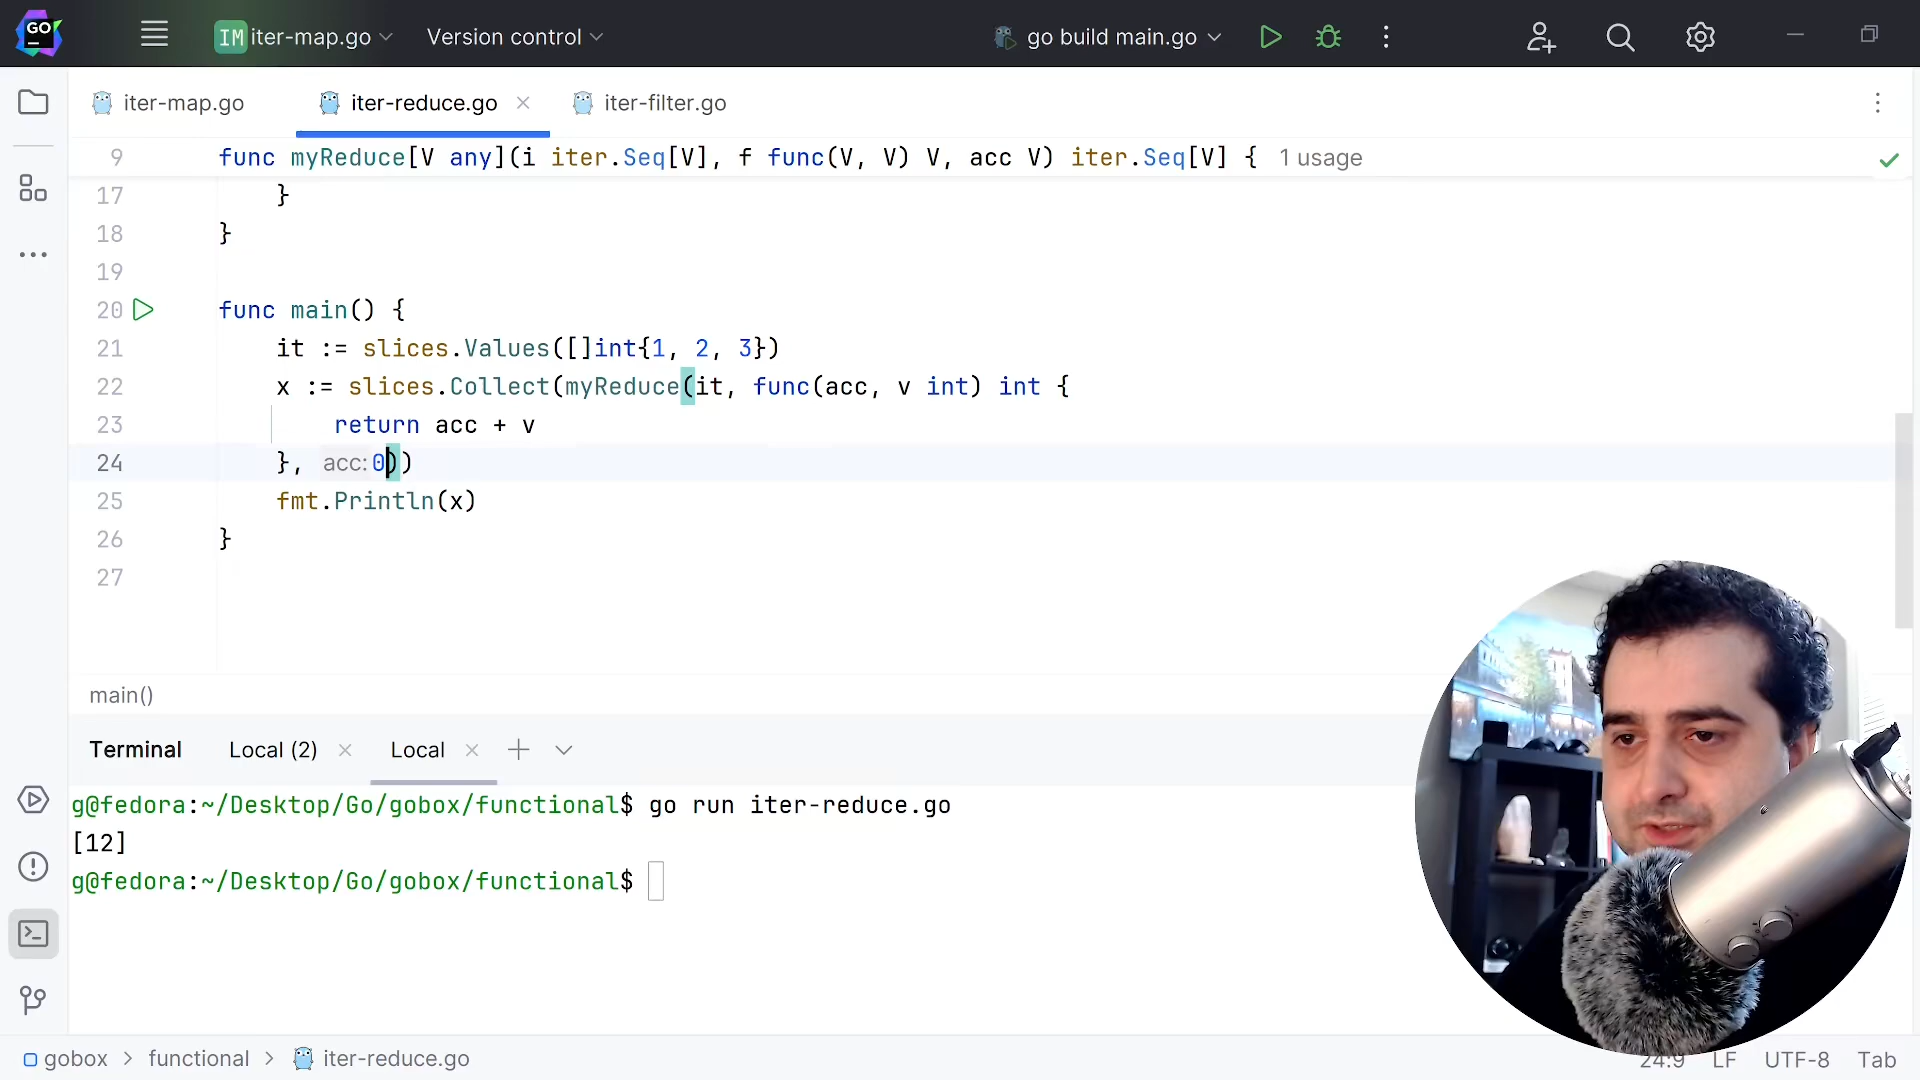 GO
IM iter-map.go
Version control
go build main.go
iter-map.go
iter-reduce.go
iter-filter.go
9 func myReduce[V any](i iter.Seq[V], f func(V, V) V, acc V) iter.Seq[V] { 1 usage
17 }
18 }
19
20 func main() {
21 it := slices.Values([]int{1, 2, 3})
22 x := slices.Collect(myReduce(it, func(acc, v int) int {
23 return acc + v
24 }, acc: 0))
25 fmt.Println(x)
26 }
27
main()
Terminal Local (2) Local
g@fedora:~/Desktop/Go/gobox/functional$ go run iter-reduce.go
[12]
g@fedora:~/Desktop/Go/gobox/functional$
gobox > functional > iter-reduce.go
24:9 LF UTF-8 Tab